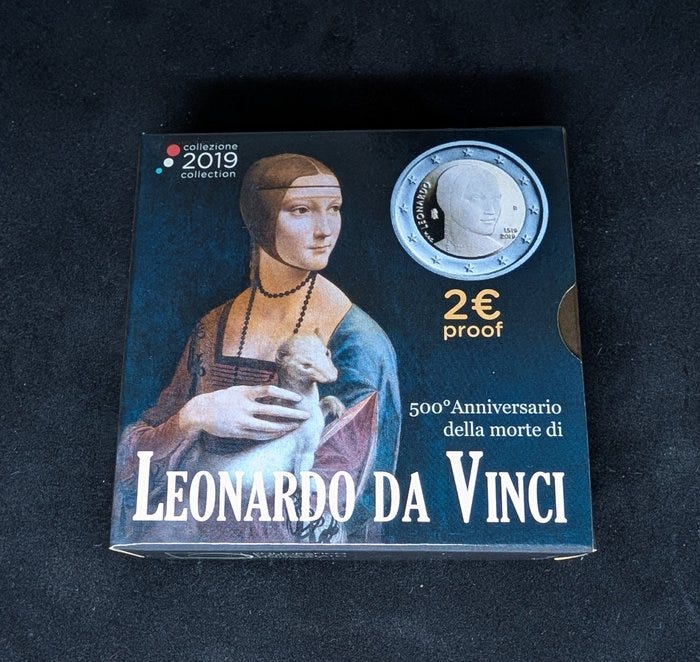 collezione
2019
collection
LEONARDO
R
1519
2019
2€
proof
500°Anniversario
della morte di
LEONARDO DA VINCI